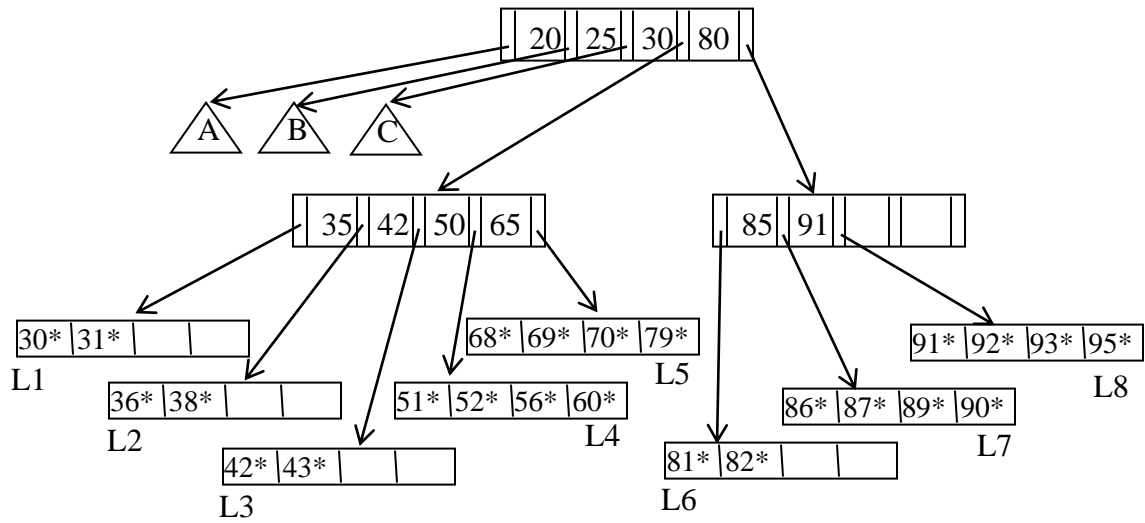 20 25 30 80
A B C
35 42 50 65
85 91
30* 31*
L1
36* 38*
L2
42* 43*
L3
51* 52* 56* 60*
L4
68* 69* 70* 79*
L5
81* 82*
L6
86* 87* 89* 90*
L7
91* 92* 93* 95*
L8